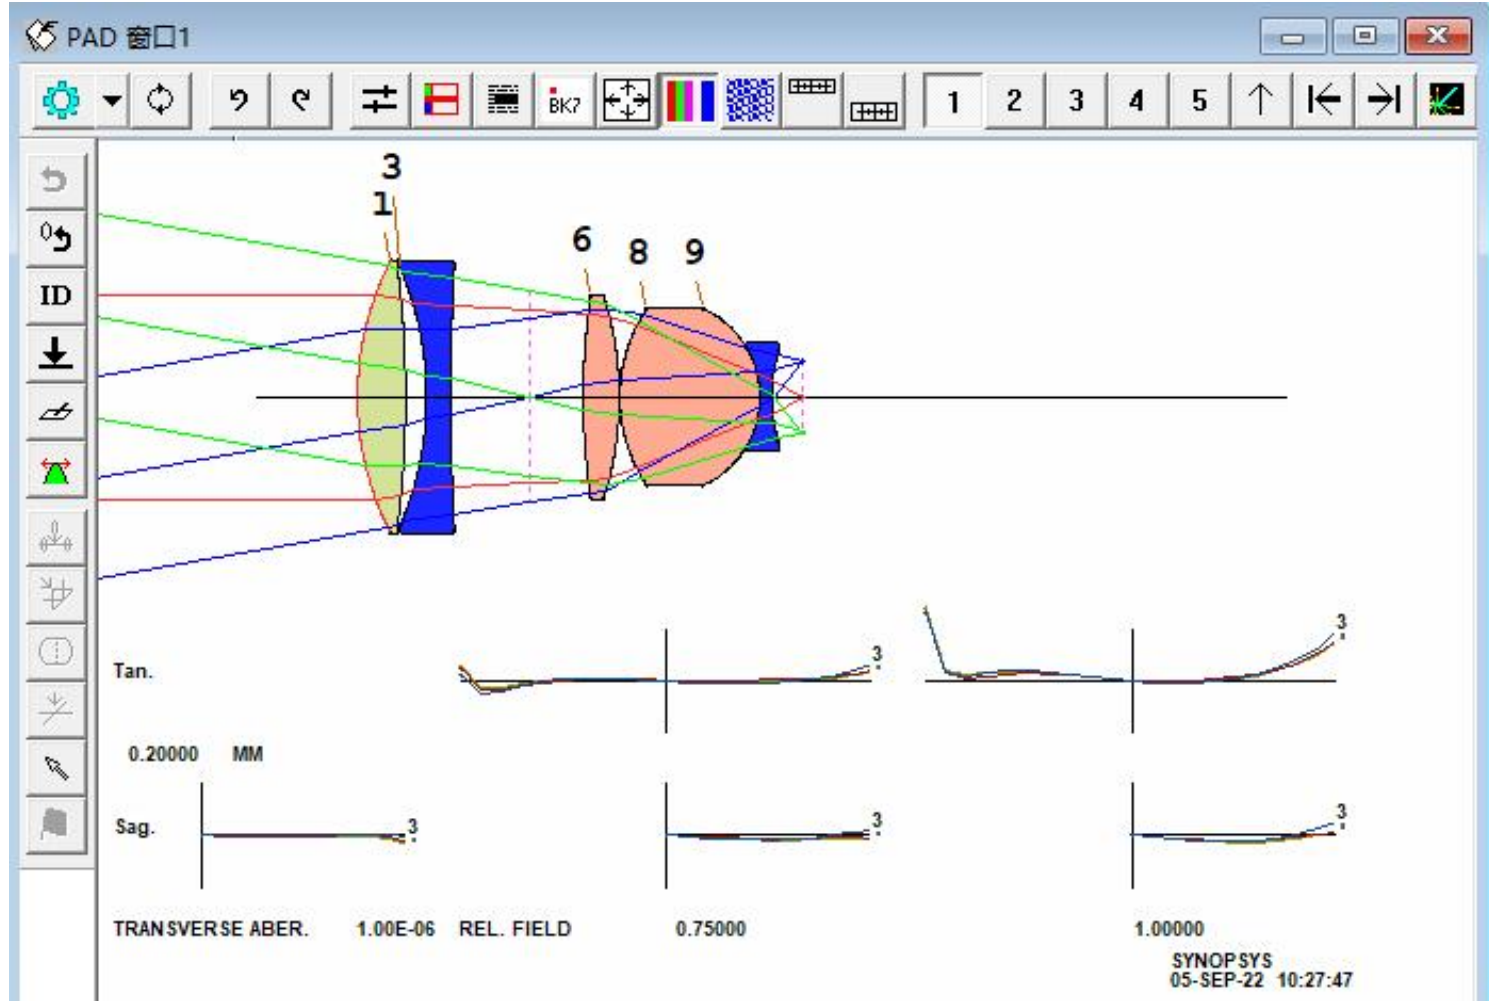 PAD 窗口1
BK7
1 2 3 4 5
ID
3
1
6 8 9
Tan.
3
3
0.20000 MM
Sag.
3
3
3
TRANSVERSE ABER. 1.00E-06 REL. FIELD 0.75000 1.00000
SYNOPSYS
05-SEP-22 10:27:47